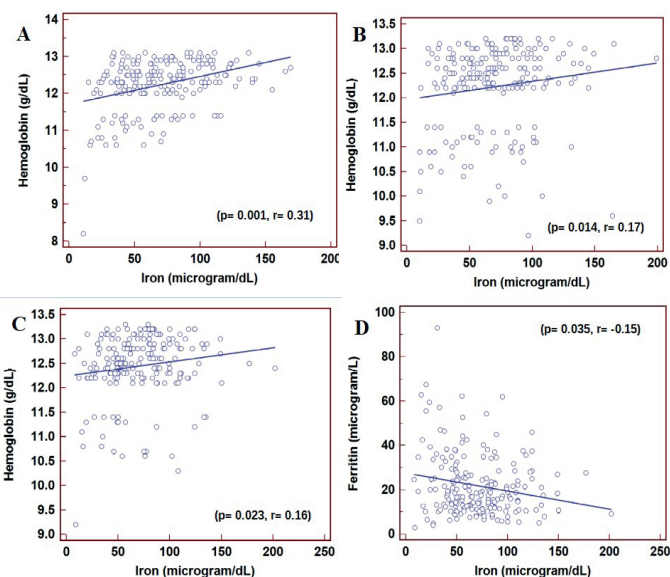 A
14
13
12
11
10
9
8
Hemoglobin (g/dL)
(p= 0.001, r= 0.31)
0 50 100 150 200
Iron (microgram/dL)
B
13.5
13.0
12.5
12.0
11.5
11.0
10.5
10.0
9.5
9.0
Hemoglobin (g/dL)
(p= 0.014, r= 0.17)
0 50 100 150 200
Iron (microgram/dL)
C
13.5
13.0
12.5
12.0
11.5
11.0
10.5
10.0
9.5
9.0
Hemoglobin (g/dL)
(p= 0.023, r= 0.16)
0 50 100 150 200 250
Iron (microgram/dL)
D
100
80
60
40
20
0
Ferritin (microgram/L)
(p= 0.035, r= -0.15)
0 50 100 150 200 250
Iron (microgram/dL)